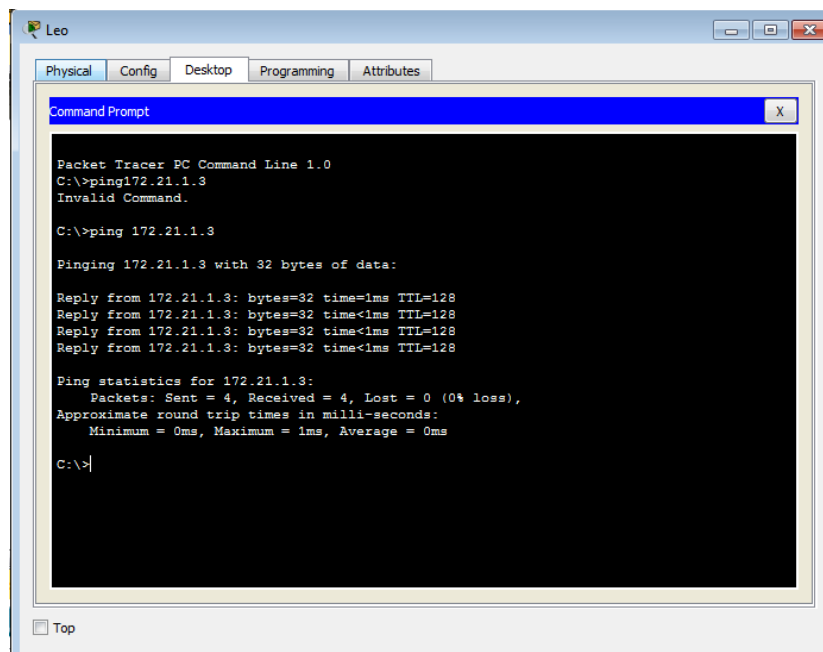 Leo
Physical Config Desktop Programming Attributes
Command Prompt X
Packet Tracer PC Command Line 1.0
C:\>ping172.21.1.3
Invalid Command.
C:\>ping 172.21.1.3
Pinging 172.21.1.3 with 32 bytes of data:
Reply from 172.21.1.3: bytes=32 time=1ms TTL=128
Reply from 172.21.1.3: bytes=32 time<1ms TTL=128
Reply from 172.21.1.3: bytes=32 time<1ms TTL=128
Reply from 172.21.1.3: bytes=32 time<1ms TTL=128
Ping statistics for 172.21.1.3:
Packets: Sent = 4, Received = 4, Lost = 0 (0% loss),
Approximate round trip times in milli-seconds:
Minimum = 0ms, Maximum = 1ms, Average = 0ms
C:\>
Top